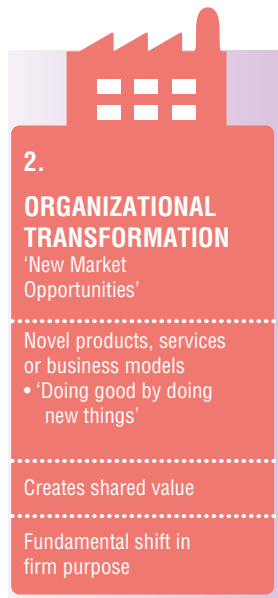 2.
ORGANIZATIONAL
TRANSFORMATION
‘New Market
Opportunities’
Novel products, services
or business models
• ‘Doing good by doing
new things’
Creates shared value
Fundamental shift in
firm purpose